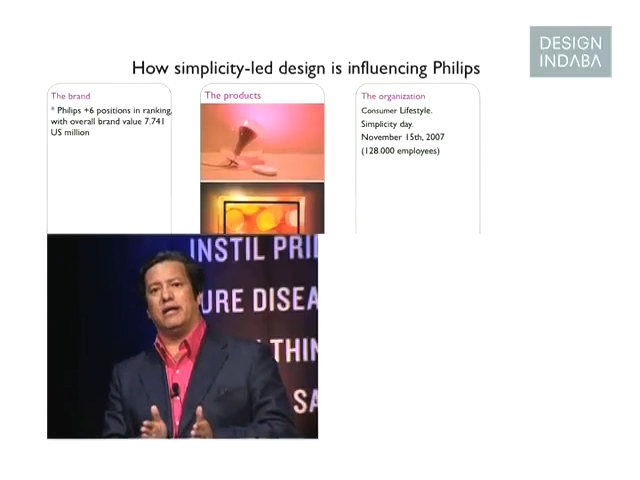 DESIGN
INDABA
How simplicity-led design is influencing Philips
The brand
* Philips +6 positions in ranking,
with overall brand value 7.741
US million
The products
The organization
Consumer Lifestyle.
Simplicity day.
November 15th, 2007
(128.000 employees)
INSTIL PRI
URE DISEA
THIN
SA